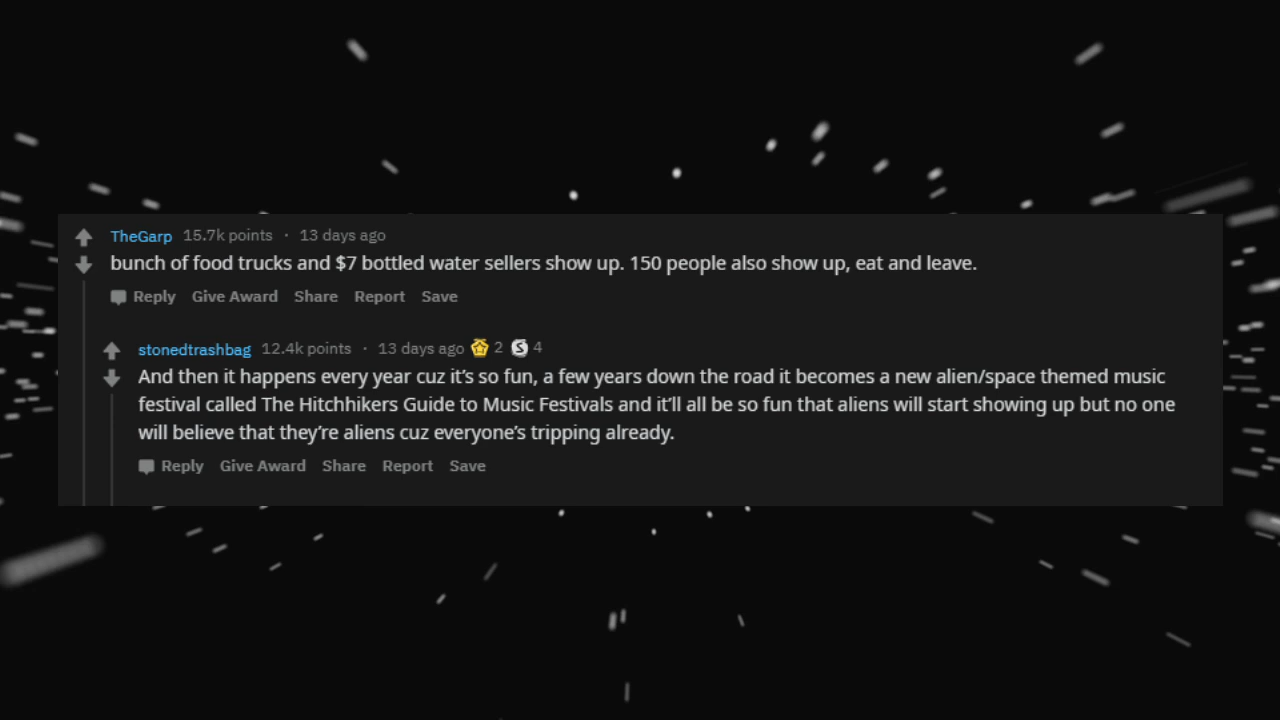 TheGarp 15.7k points · 13 days ago
bunch of food trucks and $7 bottled water sellers show up. 150 people also show up, eat and leave.
Reply Give Award Share Report Save
stonedtrashbag 12.4k points · 13 days ago 2 S 4
And then it happens every year cuz it’s so fun, a few years down the road it becomes a new alien/space themed music
festival called The Hitchhikers Guide to Music Festivals and it’ll all be so fun that aliens will start showing up but no one
will believe that they’re aliens cuz everyone’s tripping already.
Reply Give Award Share Report Save